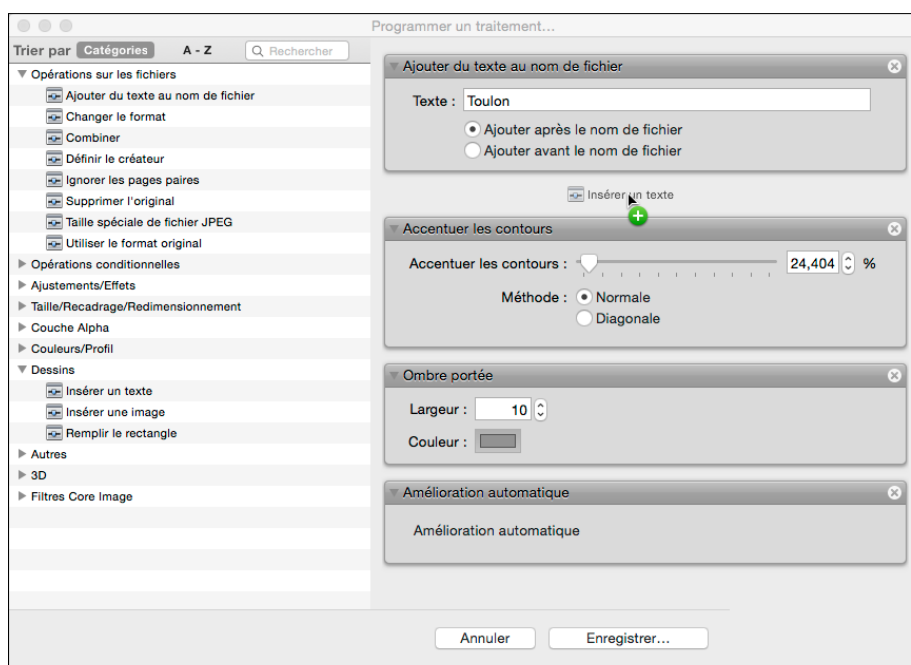 Programmer un traitement...
Trier par Catégories A - Z Rechercher
Opérations sur les fichiers
Ajouter du texte au nom de fichier
Changer le format
Combiner
Définir le créateur
Ignorer les pages paires
Supprimer l'original
Taille spéciale de fichier JPEG
Utiliser le format original
Opérations conditionnelles
Ajustements/Effets
Taille/Recadrage/Redimensionnement
Couche Alpha
Couleurs/Profil
Dessins
Insérer un texte
Insérer une image
Remplir le rectangle
Autres
3D
Filtres Core Image
Ajouter du texte au nom de fichier
Texte : Toulon
Ajouter après le nom de fichier
Ajouter avant le nom de fichier
Insérer un texte
Accentuer les contours
Accentuer les contours : 24,404 %
Méthode : Normale
Diagonale
Ombre portée
Largeur : 10
Couleur :
Amélioration automatique
Amélioration automatique
Annuler Enregistrer...